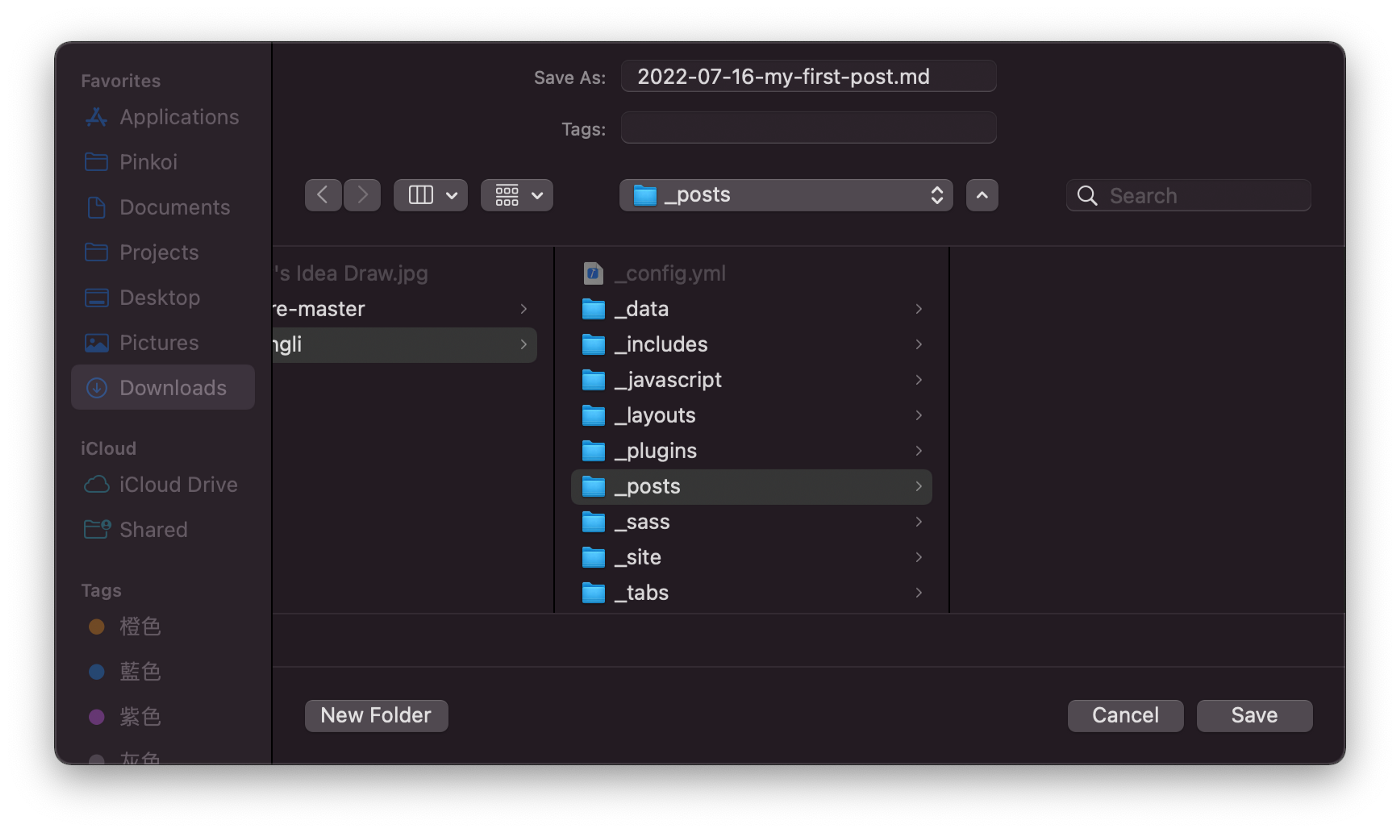 Favorites
Applications
Pinkoi
Documents
Projects
Desktop
Pictures
Downloads
iCloud
iCloud Drive
Shared
Tags
橙色
藍色
紫色
灰色
Save As: 2022-07-16-my-first-post.md
Tags:
_posts
Search
's Idea Draw.jpg
re-master
ngli
_config.yml
_data
_includes
_javascript
_layouts
_plugins
_posts
_sass
_site
_tabs
New Folder
Cancel
Save